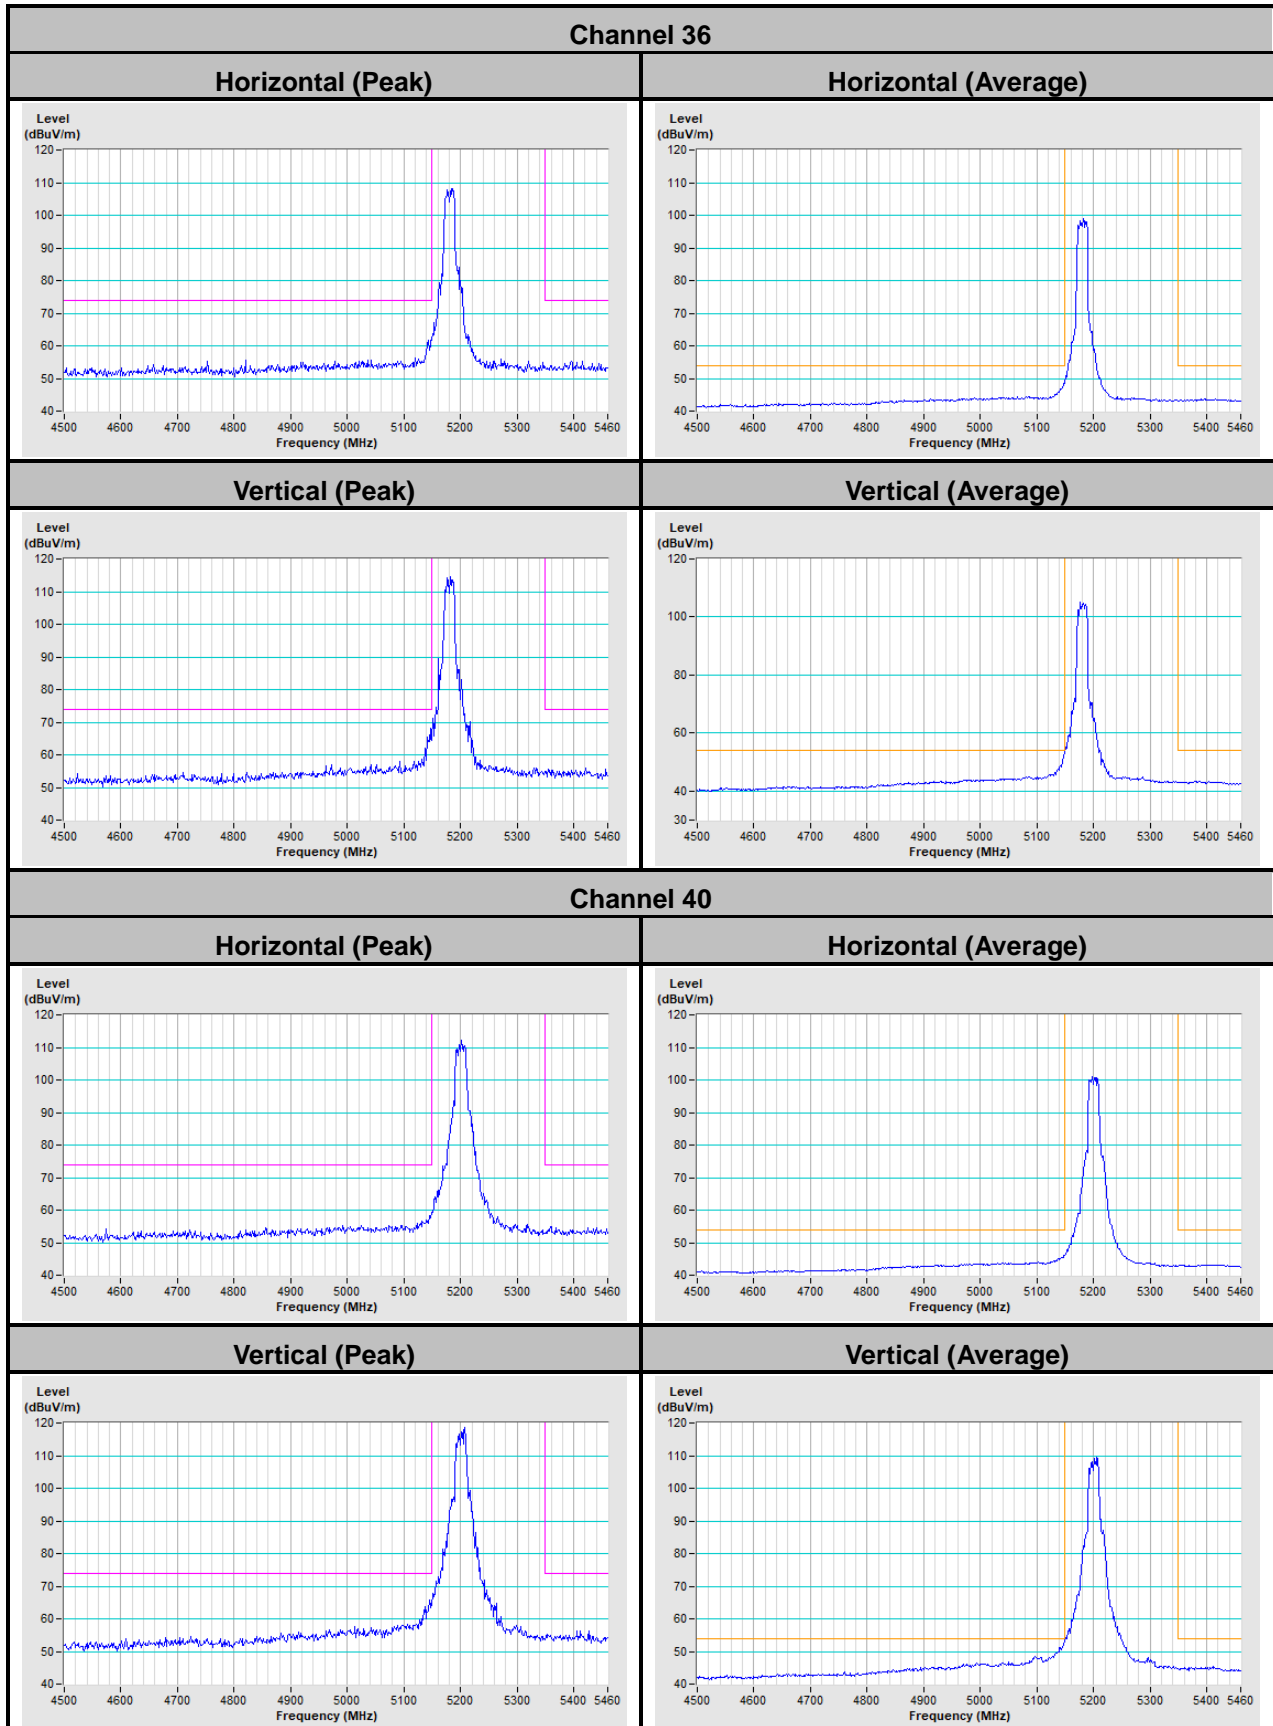 Channel 36
Horizontal (Peak) Horizontal (Average)
Level Level
(dBuV/m) (dBuV/m)
120 120
110 110
100 100
90 90
80 80
70 70
60 60
50 50
40 40
4500 4600 4700 4800 4900 5000 5100 5200 5300 5400 5460 4500 4600 4700 4800 4900 5000 5100 5200 5300 5400 5460
Frequency (MHz) Frequency (MHz)
Vertical (Peak) Vertical (Average)
Level Level
(dBuV/m) (dBuV/m)
120 120
110
100 100
90
80 80
70
60 60
50
40 40
30
4500 4600 4700 4800 4900 5000 5100 5200 5300 5400 5460 4500 4600 4700 4800 4900 5000 5100 5200 5300 5400 5460
Frequency (MHz) Frequency (MHz)
Channel 40
Horizontal (Peak) Horizontal (Average)
Level Level
(dBuV/m) (dBuV/m)
120 120
110 110
100 100
90 90
80 80
70 70
60 60
50 50
40 40
4500 4600 4700 4800 4900 5000 5100 5200 5300 5400 5460 4500 4600 4700 4800 4900 5000 5100 5200 5300 5400 5460
Frequency (MHz) Frequency (MHz)
Vertical (Peak) Vertical (Average)
Level Level
(dBuV/m) (dBuV/m)
120 120
110 110
100 100
90 90
80 80
70 70
60 60
50 50
40 40
4500 4600 4700 4800 4900 5000 5100 5200 5300 5400 5460 4500 4600 4700 4800 4900 5000 5100 5200 5300 5400 5460
Frequency (MHz) Frequency (MHz)